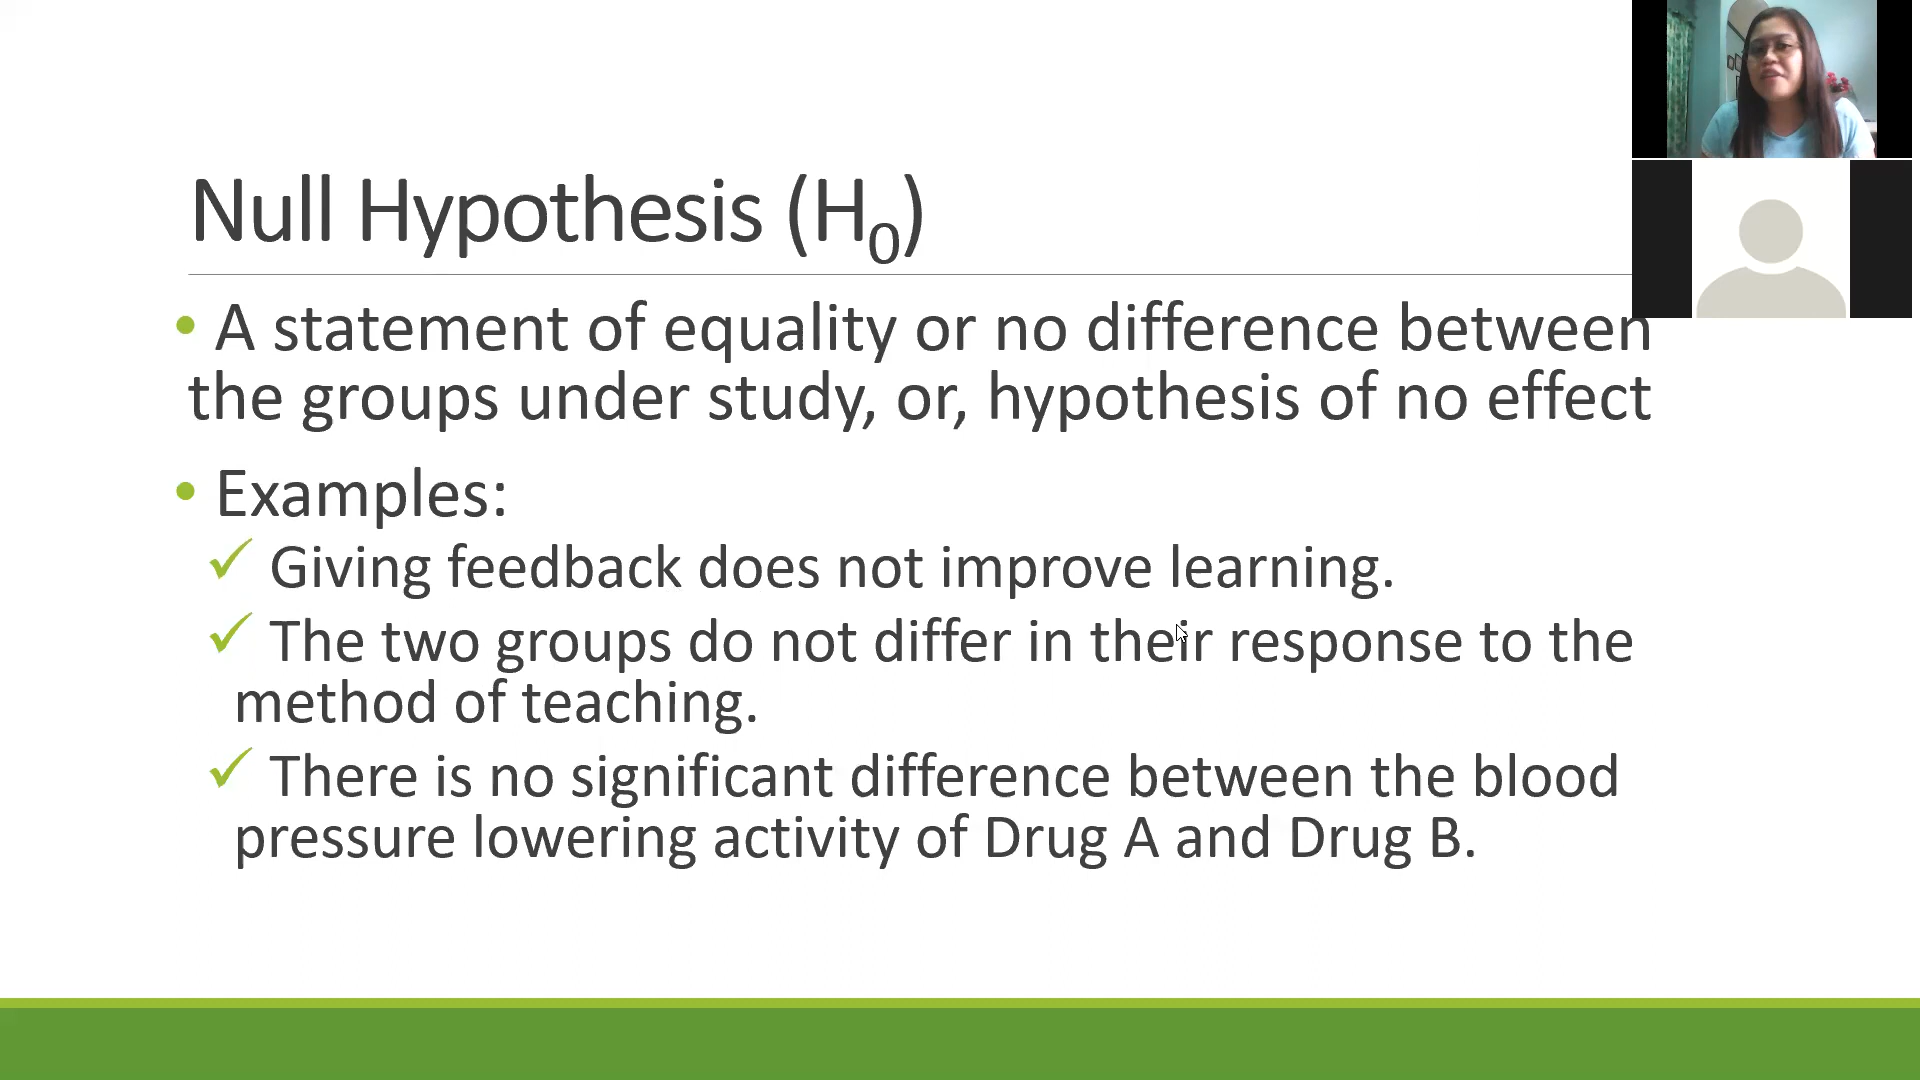 Null Hypothesis (H₀)
• A statement of equality or no difference between
the groups under study, or, hypothesis of no effect
• Examples:
✓ Giving feedback does not improve learning.
✓ The two groups do not differ in their response to the
method of teaching.
✓ There is no significant difference between the blood
pressure lowering activity of Drug A and Drug B.